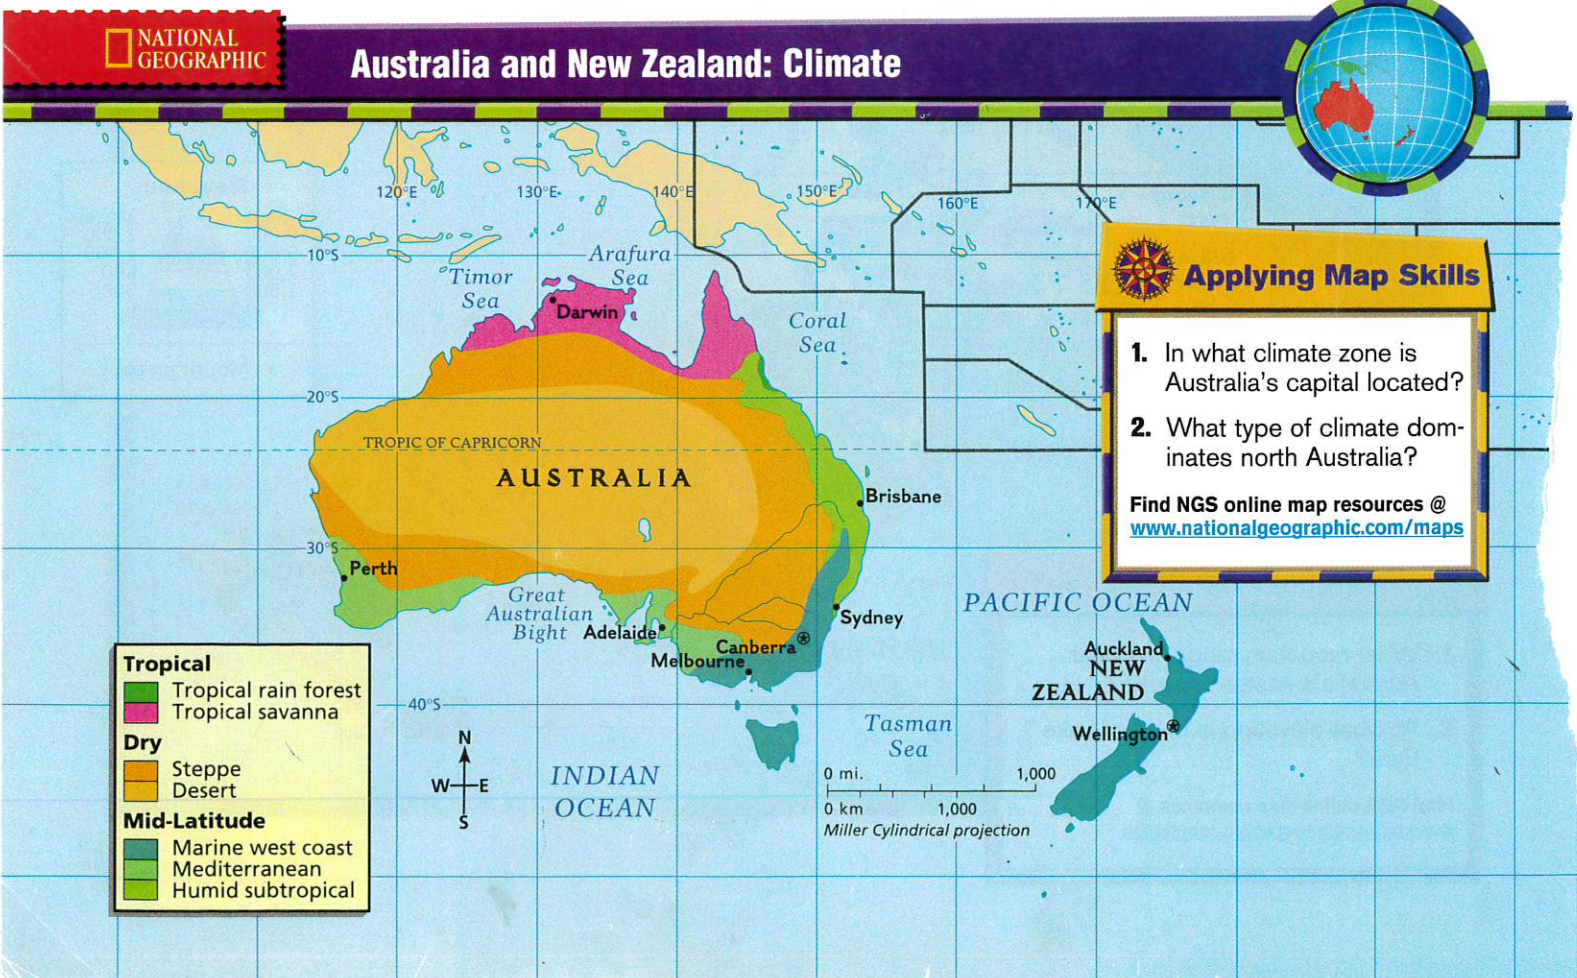 NATIONAL
GEOGRAPHIC
Australia and New Zealand: Climate
120°E
130°E
140°E
150°E
160°E
170°E
10°S
20°S
30°S
40°S
Timor
Sea
Arafura
Sea
Coral
Sea
Darwin
TROPIC OF CAPRICORN
AUSTRALIA
Brisbane
Perth
Great
Australian
Bight
Adelaide
Canberra
Melbourne
Sydney
PACIFIC OCEAN
Auckland
NEW
ZEALAND
Wellington
Tasman
Sea
INDIAN
OCEAN
N
W
E
S
0 mi.
1,000
0 km
1,000
Miller Cylindrical projection
Tropical
Tropical rain forest
Tropical savanna
Dry
Steppe
Desert
Mid-Latitude
Marine west coast
Mediterranean
Humid subtropical
Applying Map Skills
1. In what climate zone is
Australia's capital located?
2. What type of climate dom-
inates north Australia?
Find NGS online map resources @
www.nationalgeographic.com/maps